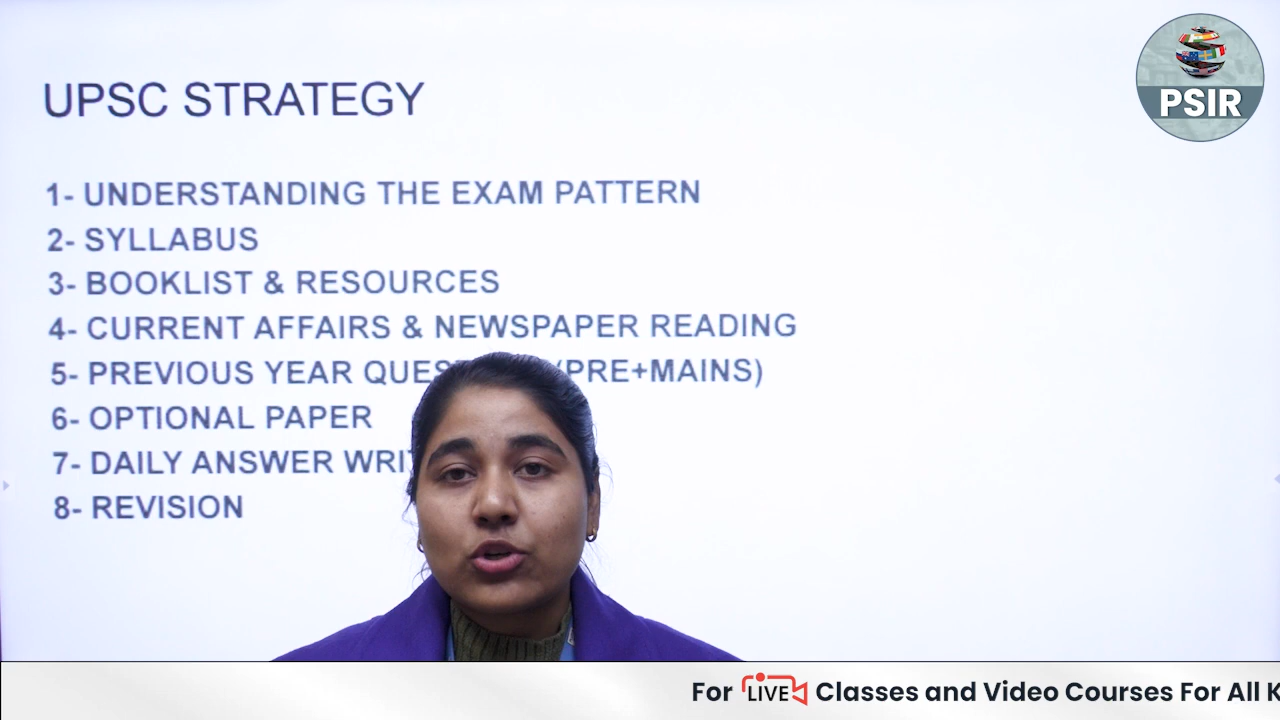 UPSC STRATEGY
1- UNDERSTANDING THE EXAM PATTERN
2- SYLLABUS
3- BOOKLIST & RESOURCES
4- CURRENT AFFAIRS & NEWSPAPER READING
5- PREVIOUS YEAR (PRE+MAINS)
6- OPTIONAL PAPER
7- DAILY ANSWER
8- REVISION
PSIR
For LIVE Classes and Video Courses For All